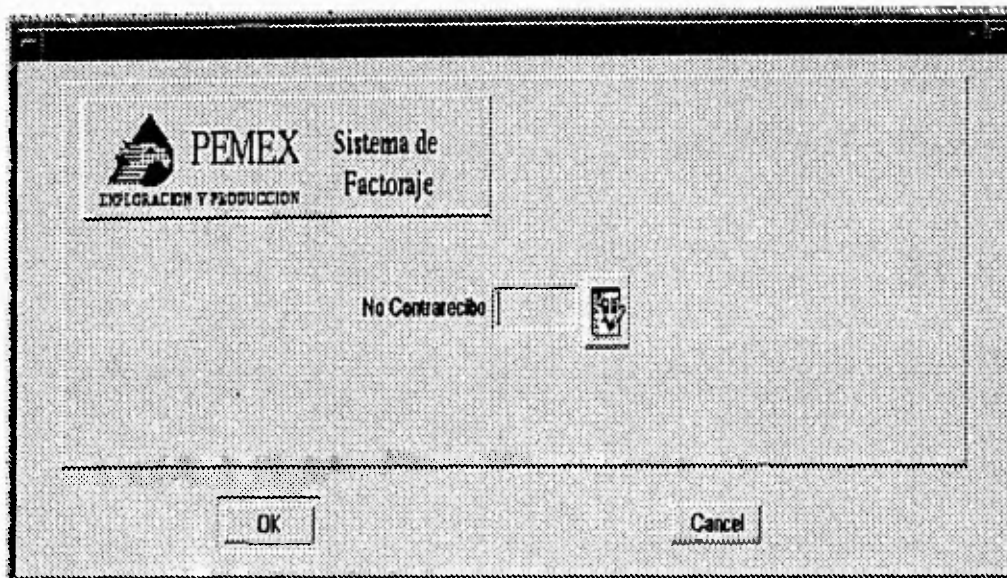 PEMEX
EXPLORACION Y PRODUCCION
Sistema de
Factoraje
No Contrarecibo
OK
Cancel